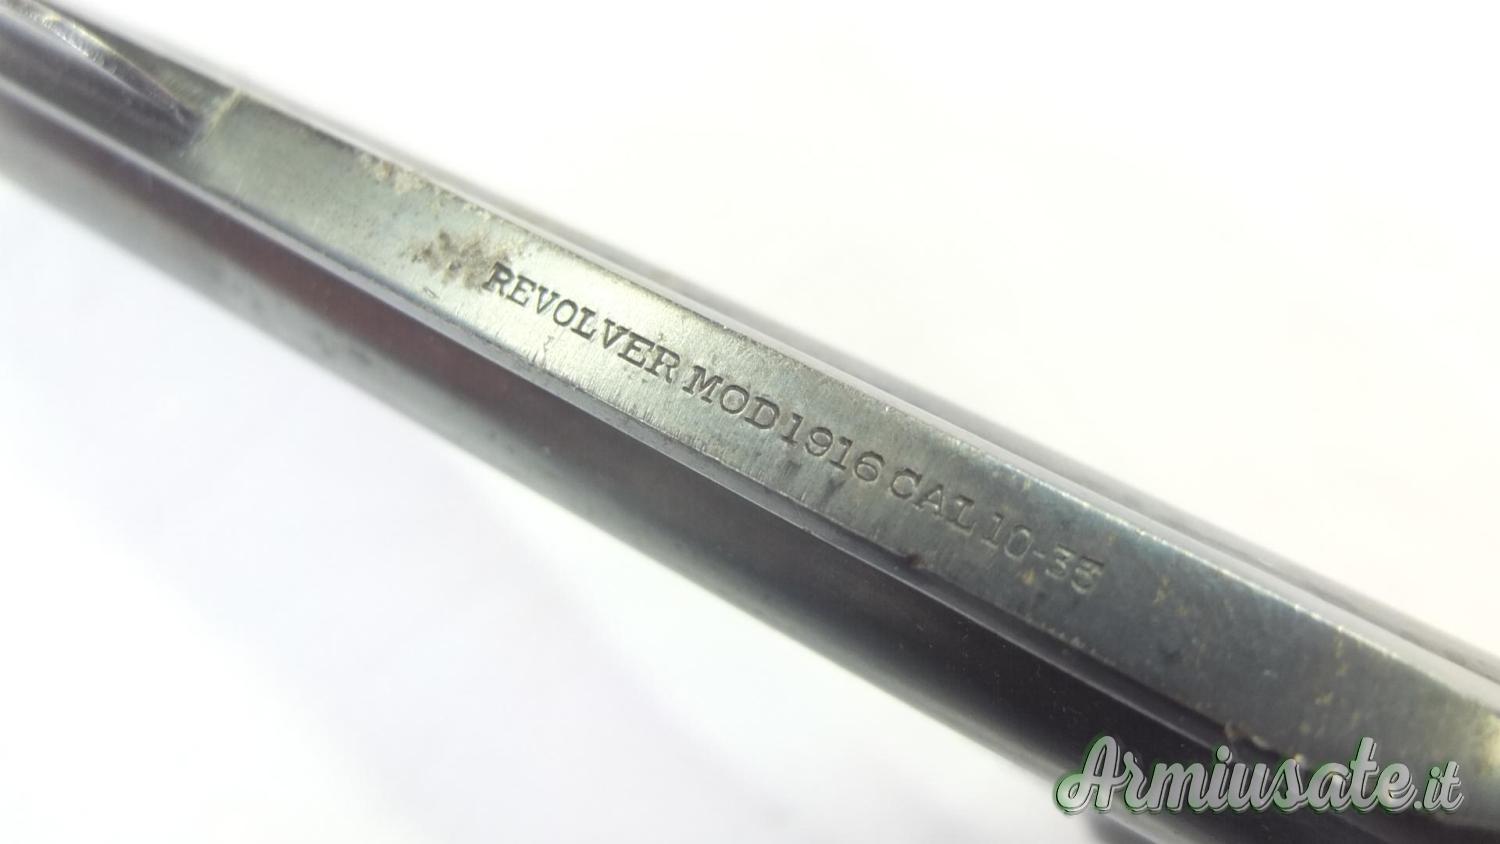 REVOLVER MOD 1916 CAL 10-35
Armiusate.it